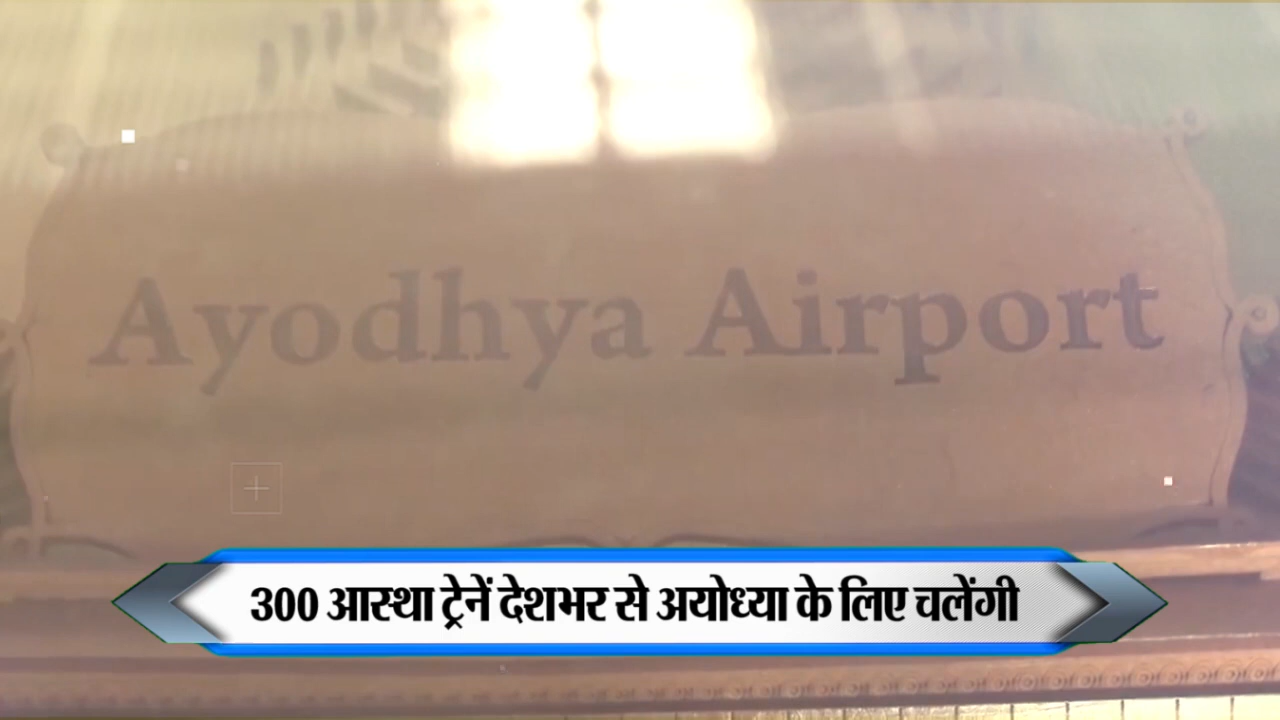 Ayodhya Airport
300 आस्था ट्रेनें देशभर से अयोध्या के लिए चलेंगी